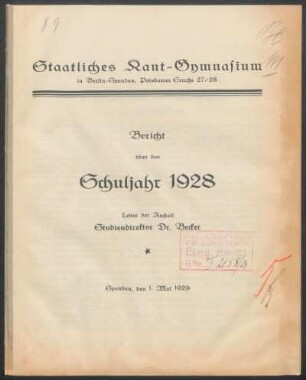 89
Staatliches Kant-Gymnasium
in Berlin-Spandau, Potsdamer Straße 27/28
Bericht
über das
Schuljahr 1928
Leiter der Anstalt
Studiendirektor Dr. Becker
Spandau, den 1. Mai 1929